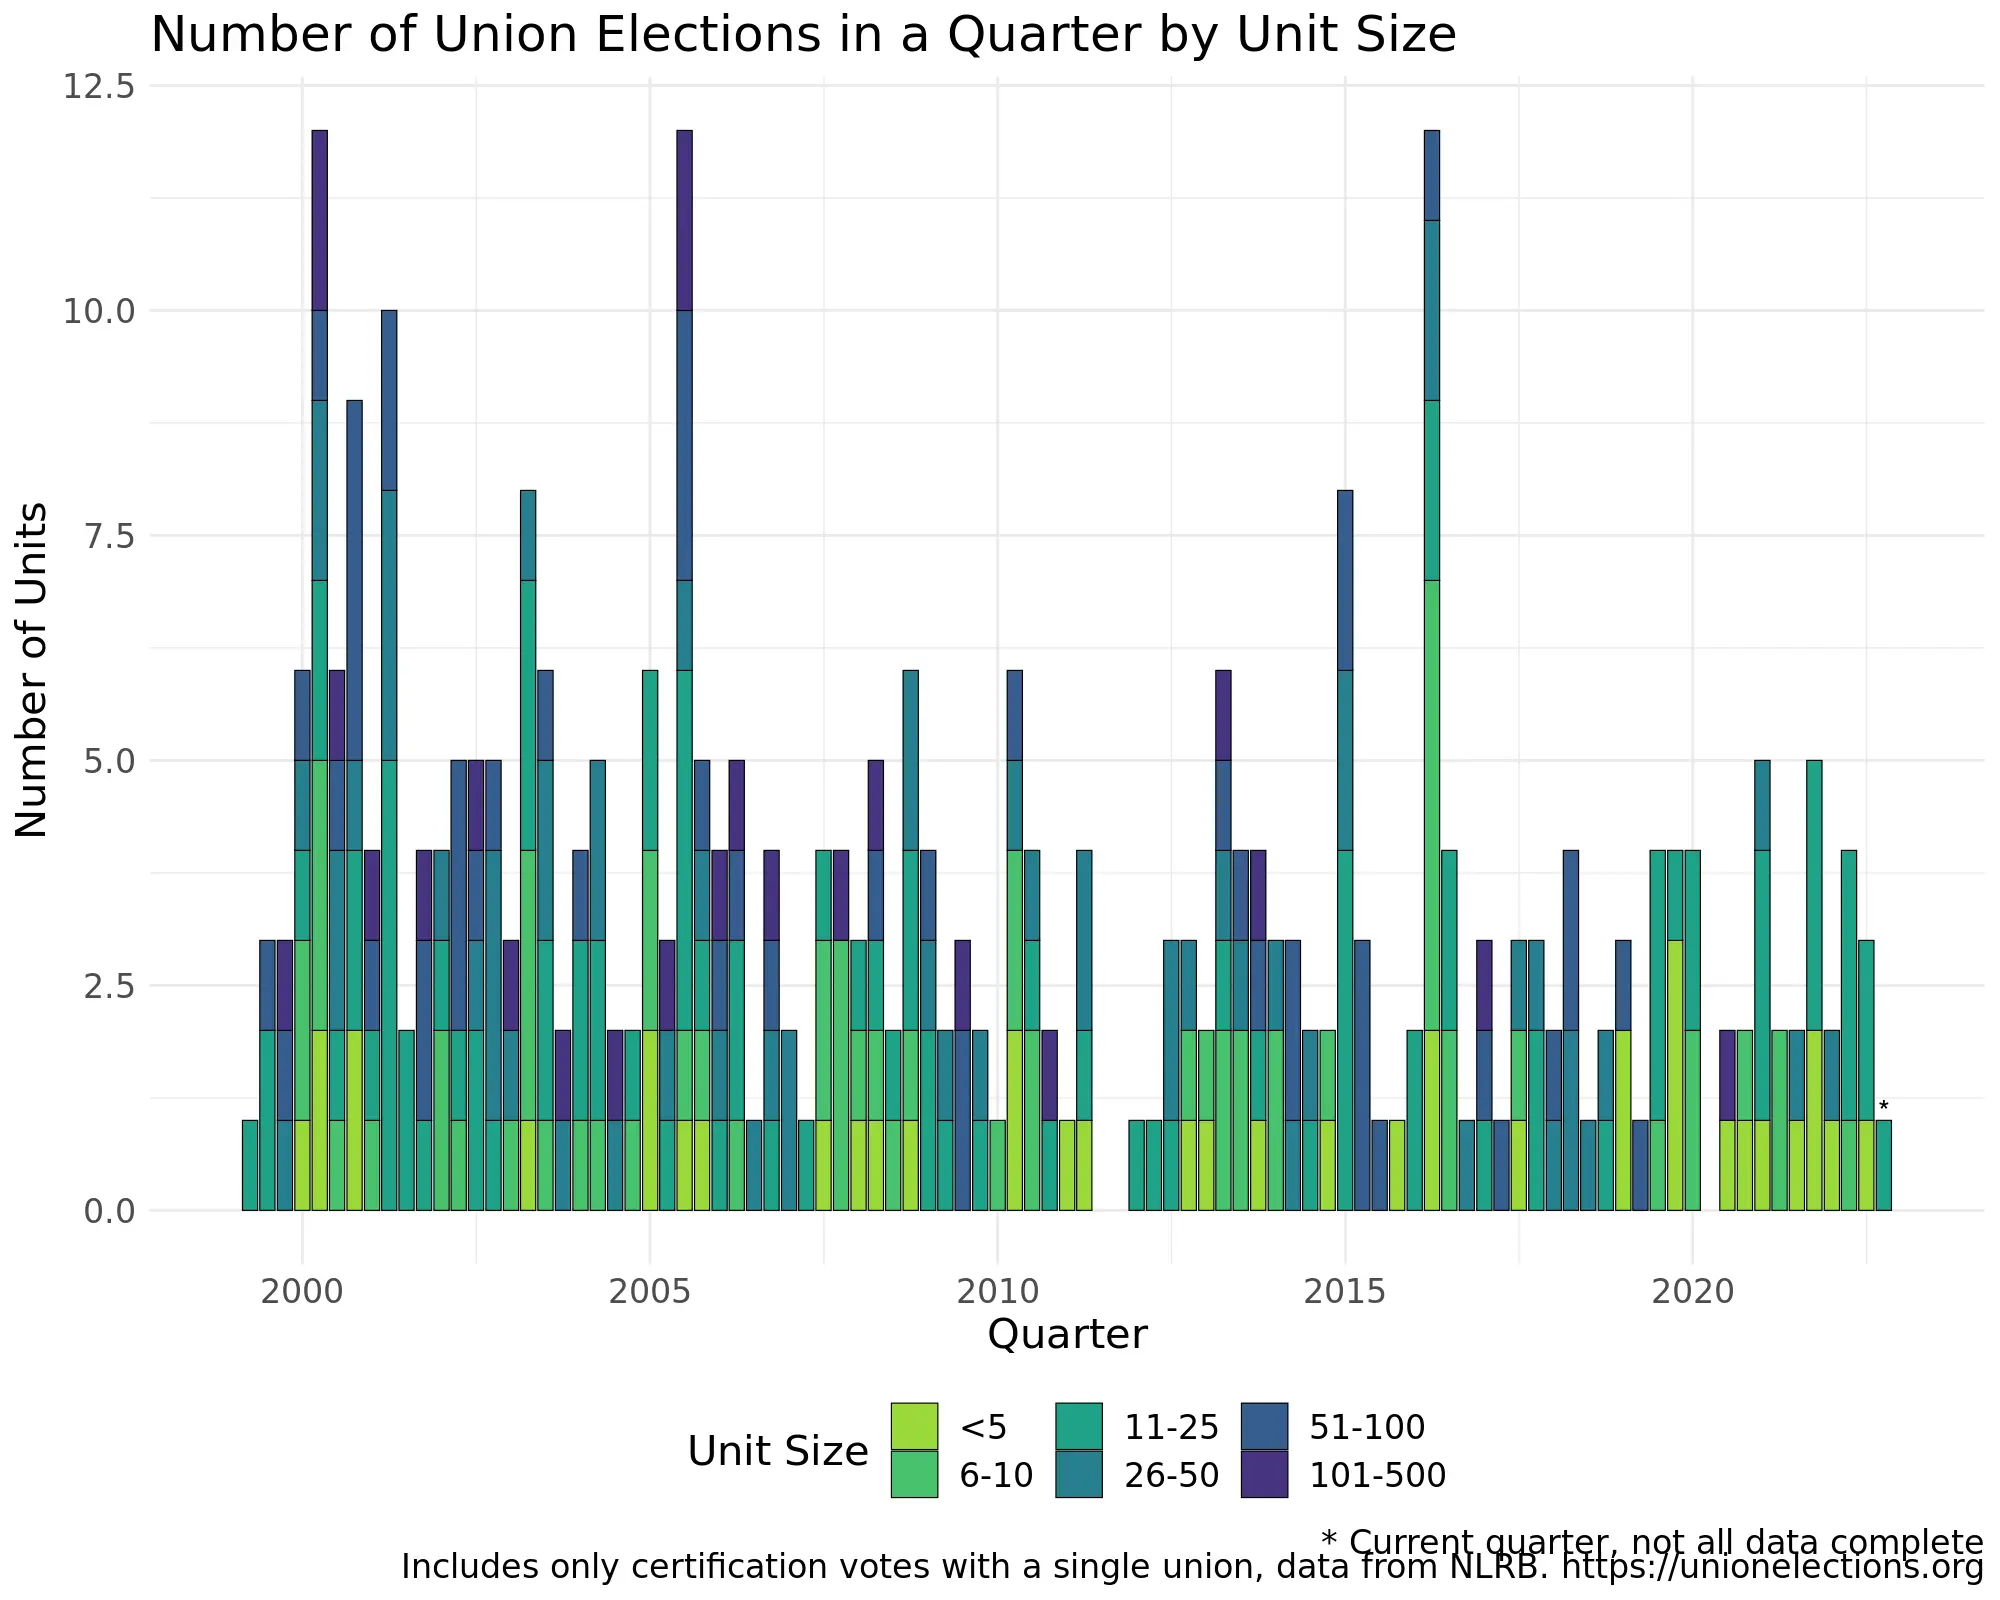 Number of Union Elections in a Quarter by Unit Size
12.5
10.0
7.5
5.0
2.5
0.0
Number of Units
*
2000 2005 2010 2015 2020
Quarter
Unit Size
<5 11-25 51-100
6-10 26-50 101-500
* Current quarter, not all data complete
Includes only certification votes with a single union, data from NLRB. https://unionelections.org